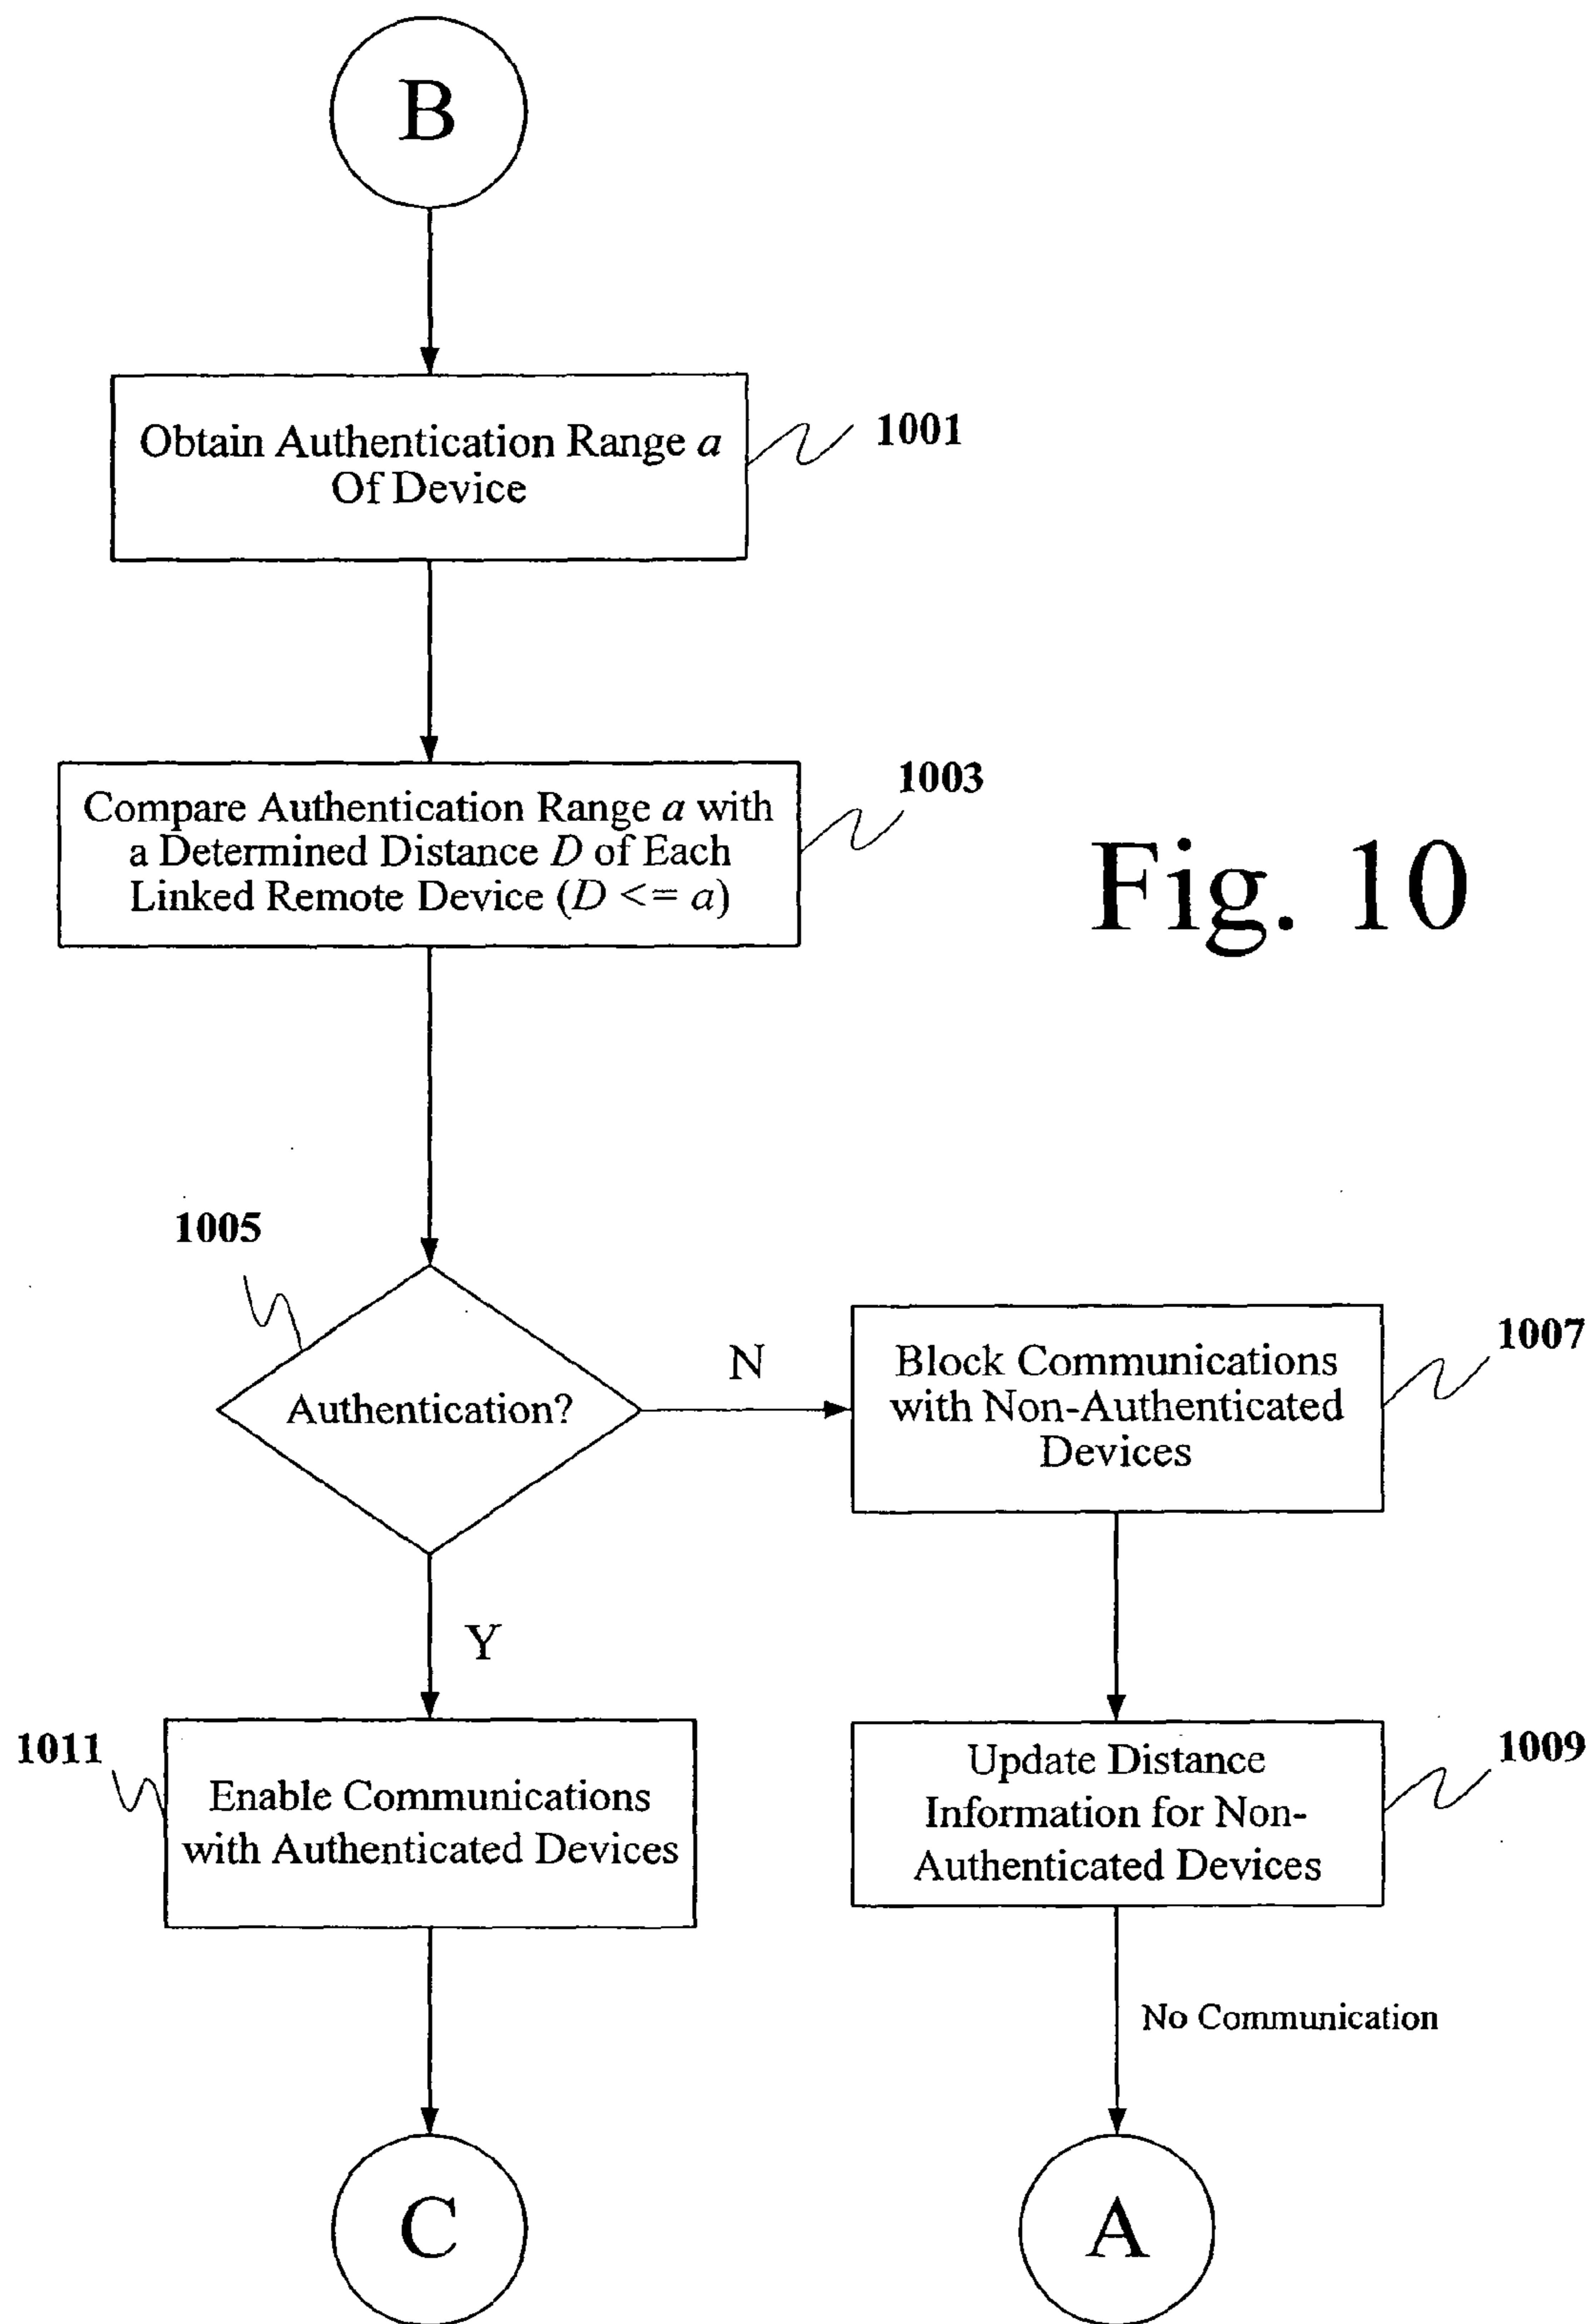 B
Obtain Authentication Range a
Of Device
1001
Compare Authentication Range a with
a Determined Distance D of Each
Linked Remote Device (D <= a)
1003
Fig. 10
1005
Authentication?
N
Block Communications
with Non-Authenticated
Devices
1007
Y
1011
Enable Communications
with Authenticated Devices
Update Distance
Information for Non-
Authenticated Devices
1009
No Communication
C
A